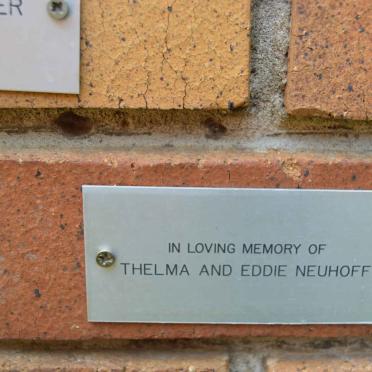 ER
IN LOVING MEMORY OF
THELMA AND EDDIE NEUHOFF